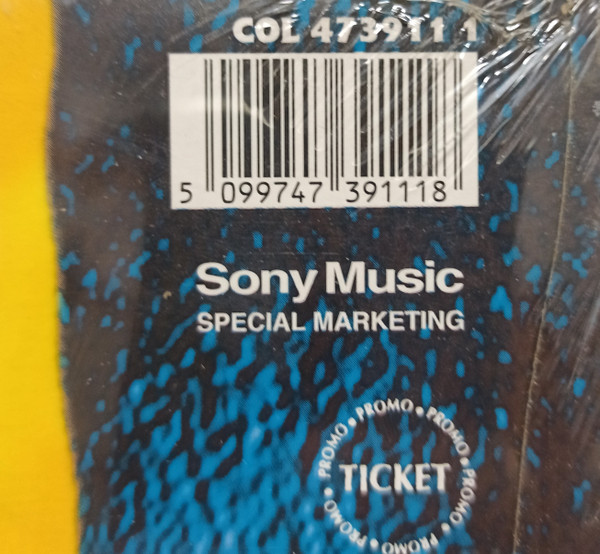 COL 473911 1
5 099747 391118
Sony Music
SPECIAL MARKETING
PROMO • PROMO • PROMO • PROMO • PROMO • PROMO •
TICKET